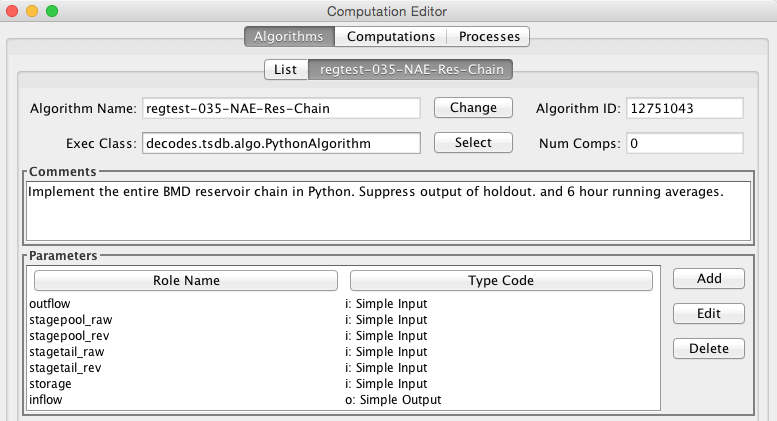 Computation Editor
Algorithms Computations Processes
List regtest-035-NAE-Res-Chain
Algorithm Name: regtest-035-NAE-Res-Chain Change Algorithm ID: 12751043
Exec Class: decodes.tsdb.algo.PythonAlgorithm Select Num Comps: 0
Comments
Implement the entire BMD reservoir chain in Python. Suppress output of holdout. and 6 hour running averages.
Parameters
Role Name Type Code Add
outflow i: Simple Input
stagepool_raw i: Simple Input Edit
stagepool_rev i: Simple Input
stagetail_raw i: Simple Input Delete
stagetail_rev i: Simple Input
storage i: Simple Input
inflow o: Simple Output